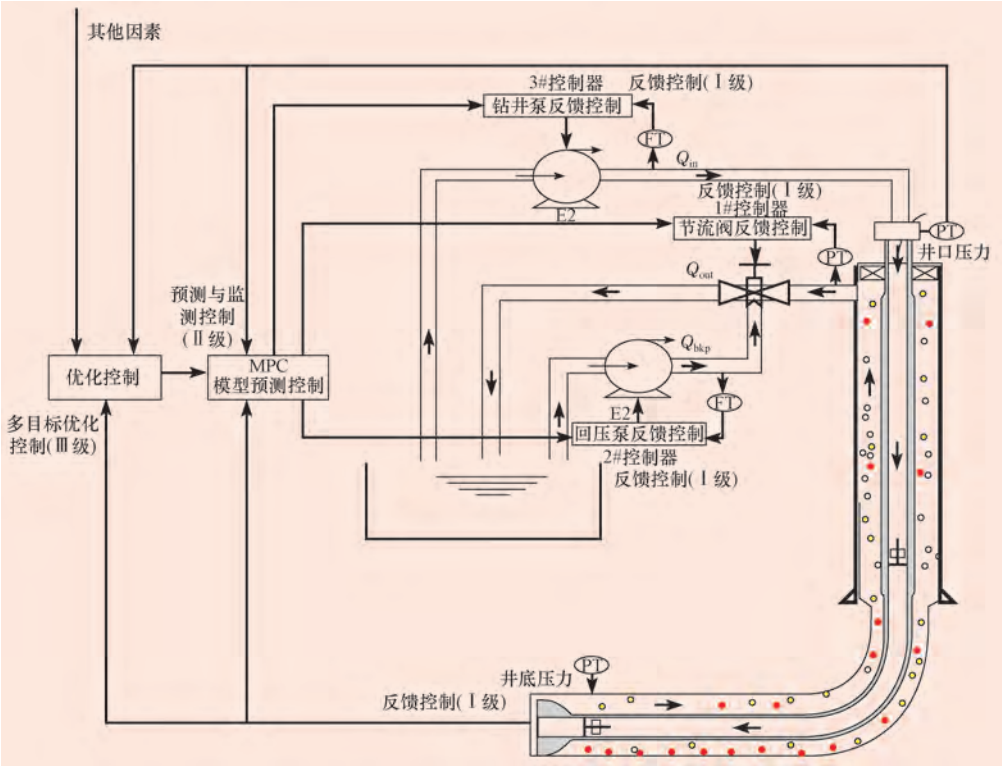 其他因素
3#控制器 反馈控制(Ⅰ级)
钻井泵反馈控制
FT
Qin
E2
反馈控制(Ⅰ级)
1#控制器
节流阀反馈控制
PT
PT
井口压力
Qout
预测与监
测控制
(Ⅱ级)
Qbkp
MPC
模型预测控制
优化控制
E2
FT
多目标优化
控制(Ⅲ级)
回压泵反馈控制
2#控制器
反馈控制(Ⅰ级)
PT
井底压力
反馈控制(Ⅰ级)